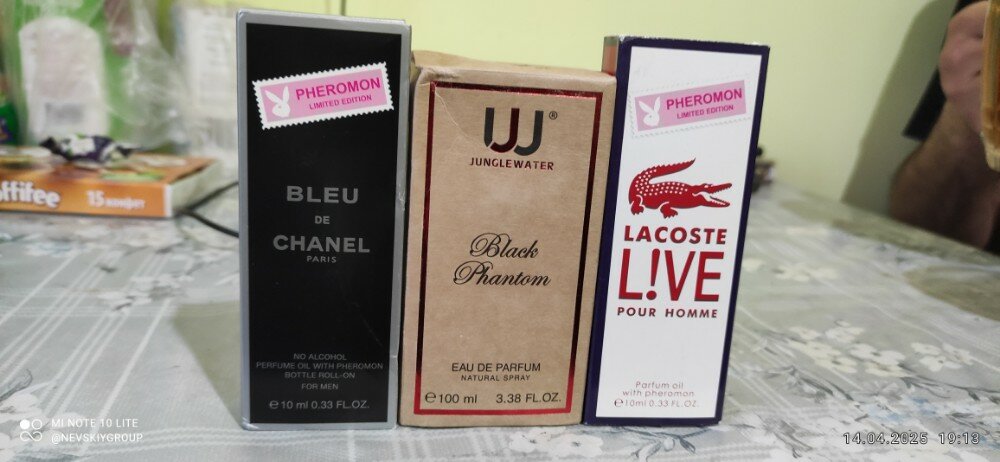 PHEROMON
LIMITED EDITION
BLEU
DE
CHANEL
PARIS
NO ALCOHOL
PERFUME OIL WITH PHEROMON
BOTTLE ROLL-ON
FOR MEN
℮ 10 ml 0.33 FL.OZ.
®
JUNGLEWATER
Black
Phantom
EAU DE PARFUM
NATURAL SPRAY
℮ 100 ml 3.38 FL.OZ.
PHEROMON
LIMITED EDITION
LACOSTE
L!VE
POUR HOMME
Parfum oil
with pheromon
℮ 10ml 0.33 FL.OZ.
offifee 15 конфет
MI NOTE 10 LITE
@NEVSKIYGROUP
14.04.2025 19:13